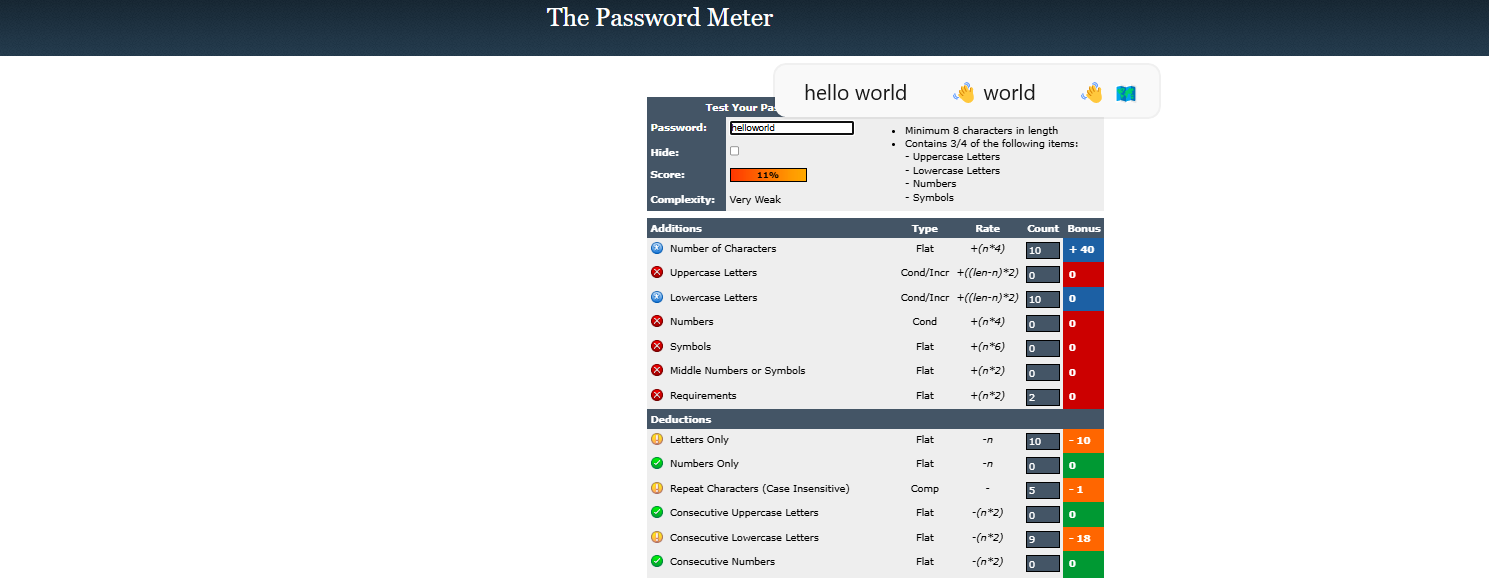 The Password Meter
hello world 👋 world 👋 🗺️
Test Your Pa
Password: helloworld
Hide:
Score: 11%
Complexity: Very Weak
• Minimum 8 characters in length
• Contains 3/4 of the following items:
- Uppercase Letters
- Lowercase Letters
- Numbers
- Symbols
Additions Type Rate Count Bonus
Number of Characters Flat +(n*4) 10 + 40
Uppercase Letters Cond/Incr +((len-n)*2) 0 0
Lowercase Letters Cond/Incr +((len-n)*2) 10 0
Numbers Cond +(n*4) 0 0
Symbols Flat +(n*6) 0 0
Middle Numbers or Symbols Flat +(n*2) 0 0
Requirements Flat +(n*2) 2 0
Deductions
Letters Only Flat -n 10 - 10
Numbers Only Flat -n 0 0
Repeat Characters (Case Insensitive) Comp - 5 - 1
Consecutive Uppercase Letters Flat -(n*2) 0 0
Consecutive Lowercase Letters Flat -(n*2) 9 - 18
Consecutive Numbers Flat -(n*2) 0 0